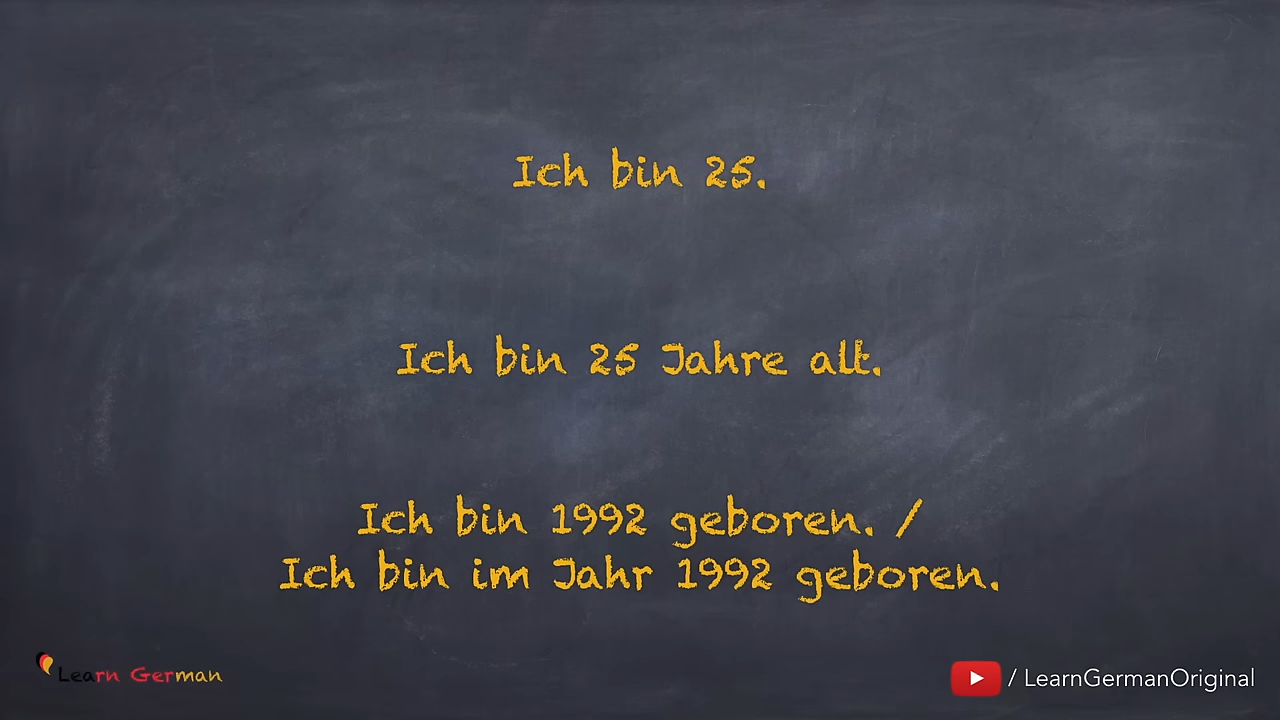 Ich bin 25.
Ich bin 25 Jahre alt.
Ich bin 1992 geboren. /
Ich bin im Jahr 1992 geboren.
Learn German
/ LearnGermanOriginal